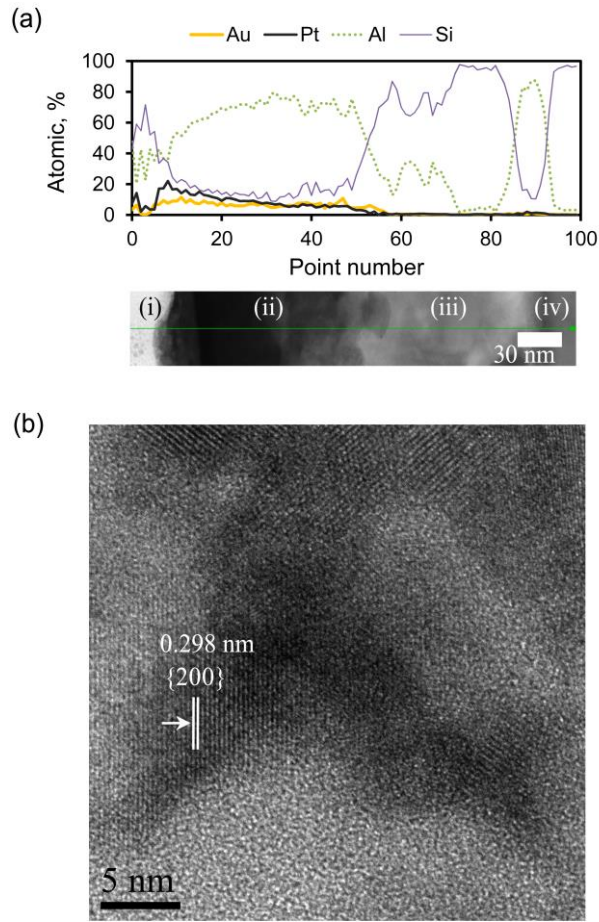 (a)
Au Pt Al Si
100
80
60
40
20
0
Atomic, %
0 20 40 60 80 100
Point number
(i) (ii) (iii) (iv)
30 nm
(b)
0.298 nm
{200}
5 nm